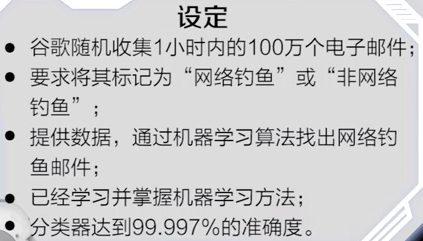 设定
谷歌随机收集1小时内的100万个电子邮件；
要求将其标记为“网络钓鱼”或“非网络
钓鱼”；
提供数据，通过机器学习算法找出网络钓
鱼邮件；
已经学习并掌握机器学习方法；
分类器达到99.997%的准确度。